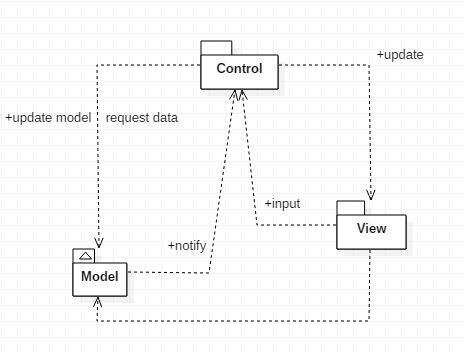 Control
+update
+update model
request data
+input
View
+notify
Model